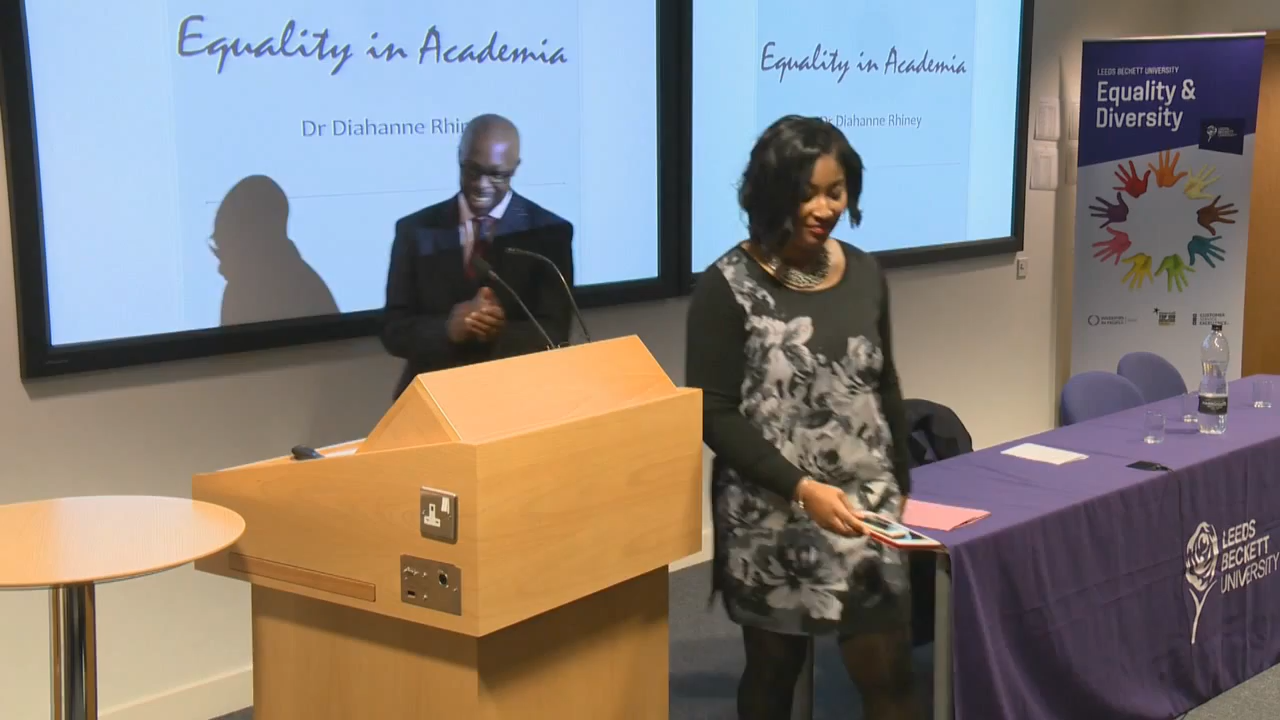 Equality in Academia
Dr Diahanne Rhin
Equality in Academia
Dr Diahanne Rhiney
LEEDS BECKETT UNIVERSITY
Equality &
Diversity
LEEDS
BECKETT
UNIVERSITY